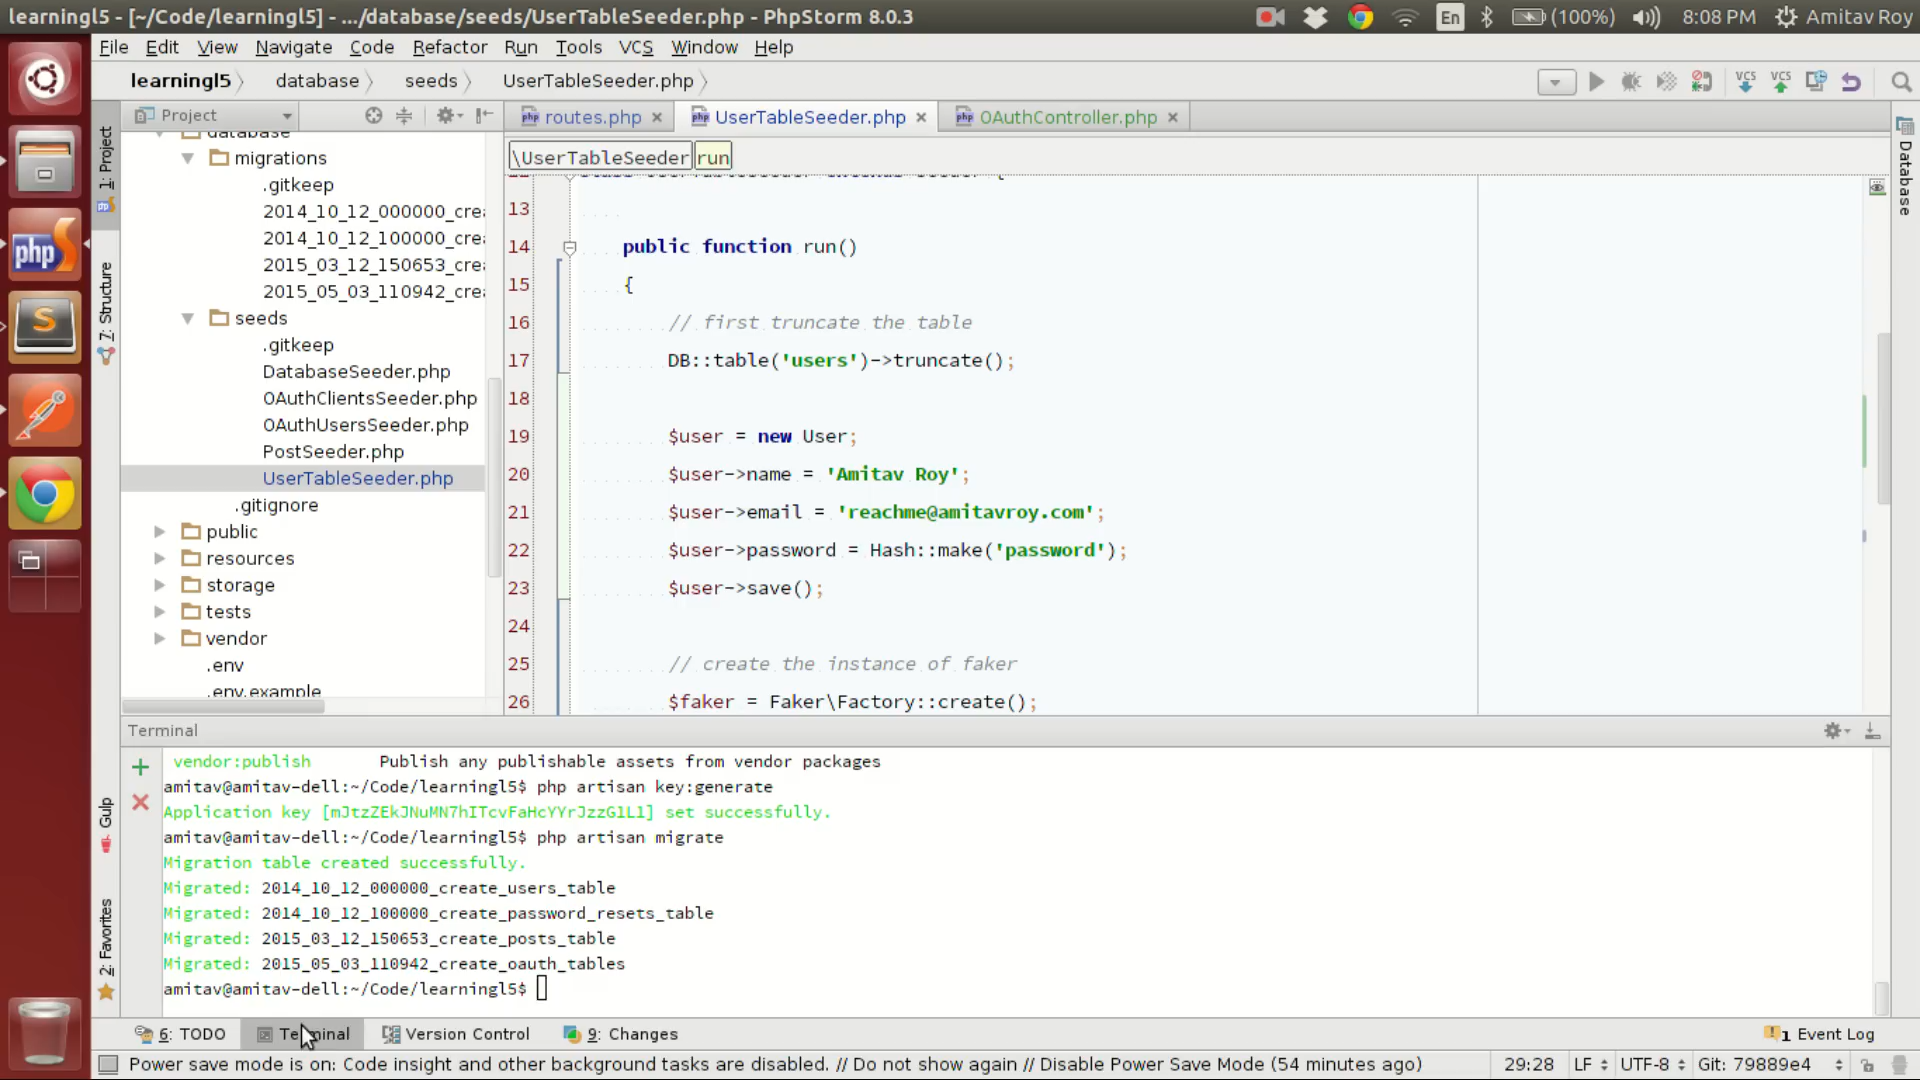 learningl5 - [~/Code/learningl5] - .../database/seeds/UserTableSeeder.php - PhpStorm 8.0.3
En
(100%)
8:08 PM
Amitav Roy
File Edit View Navigate Code Refactor Run Tools VCS Window Help
learningl5 database seeds UserTableSeeder.php
VCS VCS
Project
routes.php UserTableSeeder.php OAuthController.php
\UserTableSeeder run
1: Project
7: Structure
Gulp
2: Favorites
Database
database
migrations
.gitkeep
2014_10_12_000000_crea
2014_10_12_100000_crea
2015_03_12_150653_crea
2015_05_03_110942_crea
seeds
.gitkeep
DatabaseSeeder.php
OAuthClientsSeeder.php
OAuthUsersSeeder.php
PostSeeder.php
UserTableSeeder.php
.gitignore
public
resources
storage
tests
vendor
.env
.env.example
13
14 public function run()
15 {
16 // first truncate the table
17 DB::table('users')->truncate();
18
19 $user = new User;
20 $user->name = 'Amitav Roy';
21 $user->email = 'reachme@amitavroy.com';
22 $user->password = Hash::make('password');
23 $user->save();
24
25 // create the instance of faker
26 $faker = Faker\Factory::create();
Terminal
vendor:publish Publish any publishable assets from vendor packages
amitav@amitav-dell:~/Code/learningl5$ php artisan key:generate
Application key [mJtzZEkJNuMN7hITcvFaHcYYrJzzG1L1] set successfully.
amitav@amitav-dell:~/Code/learningl5$ php artisan migrate
Migration table created successfully.
Migrated: 2014_10_12_000000_create_users_table
Migrated: 2014_10_12_100000_create_password_resets_table
Migrated: 2015_03_12_150653_create_posts_table
Migrated: 2015_05_03_110942_create_oauth_tables
amitav@amitav-dell:~/Code/learningl5$
6: TODO Terminal Version Control 9: Changes 1 Event Log
Power save mode is on: Code insight and other background tasks are disabled. // Do not show again // Disable Power Save Mode (54 minutes ago) 29:28 LF UTF-8 Git: 79889e4